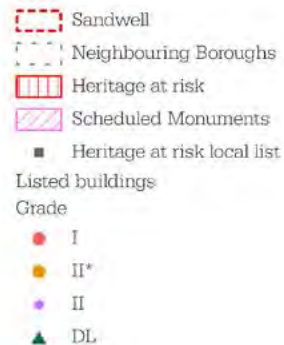 Sandwell
Neighbouring Boroughs
Heritage at risk
Scheduled Monuments
Heritage at risk local list
Listed buildings
Grade
I
II*
II
DL